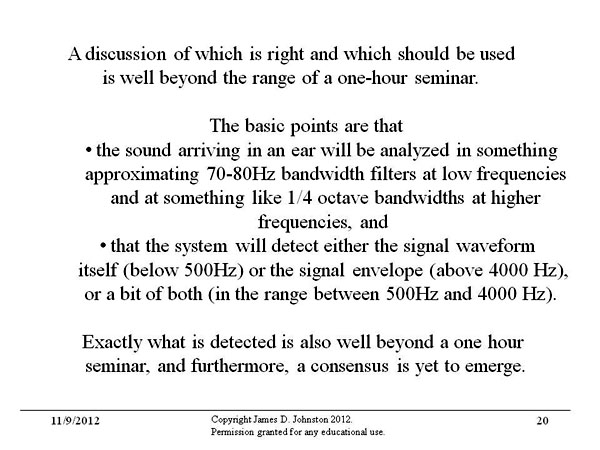 A discussion of which is right and which should be used
is well beyond the range of a one-hour seminar.
The basic points are that
• the sound arriving in an ear will be analyzed in something
approximating 70-80Hz bandwidth filters at low frequencies
and at something like 1/4 octave bandwidths at higher
frequencies, and
• that the system will detect either the signal waveform
itself (below 500Hz) or the signal envelope (above 4000 Hz),
or a bit of both (in the range between 500Hz and 4000 Hz).
Exactly what is detected is also well beyond a one hour
seminar, and furthermore, a consensus is yet to emerge.
11/9/2012
Copyright James D. Johnston 2012.
Permission granted for any educational use.
20